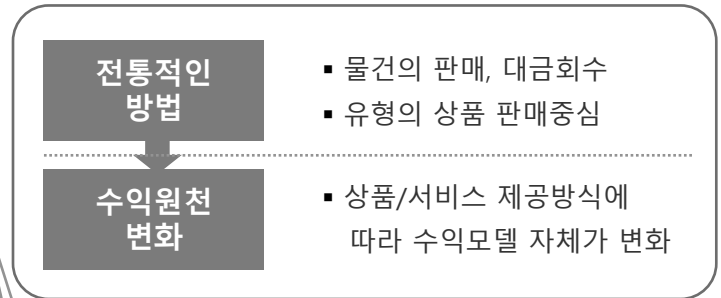 전통적인
방법
▪ 물건의 판매, 대금회수
▪ 유형의 상품 판매중심
수익원천
변화
▪ 상품/서비스 제공방식에
따라 수익모델 자체가 변화